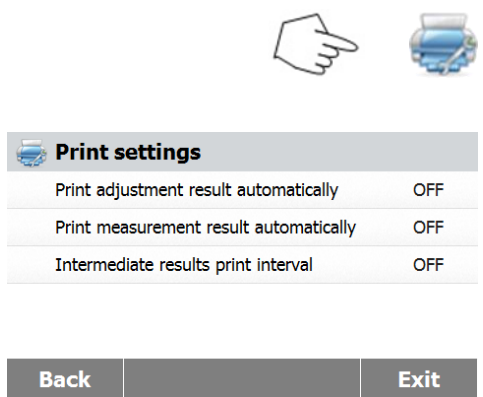 Print settings
Print adjustment result automatically OFF
Print measurement result automatically OFF
Intermediate results print interval OFF
Back Exit